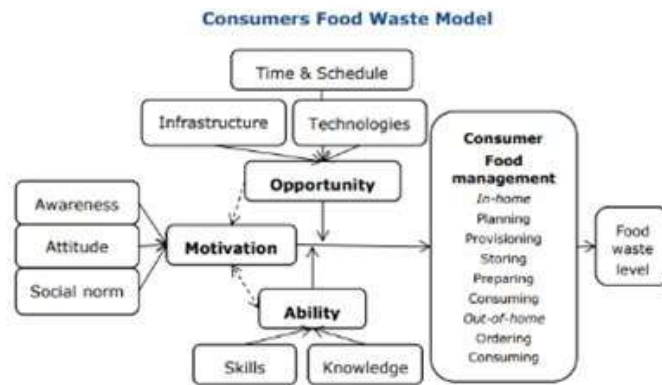 Consumers Food Waste Model
Time & Schedule
Infrastructure
Technologies
Opportunity
Awareness
Attitude
Social norm
Motivation
Ability
Skills
Knowledge
Consumer
Food
management
In-home
Planning
Provisioning
Storing
Preparing
Consuming
Out-of-home
Ordering
Consuming
Food
waste
level